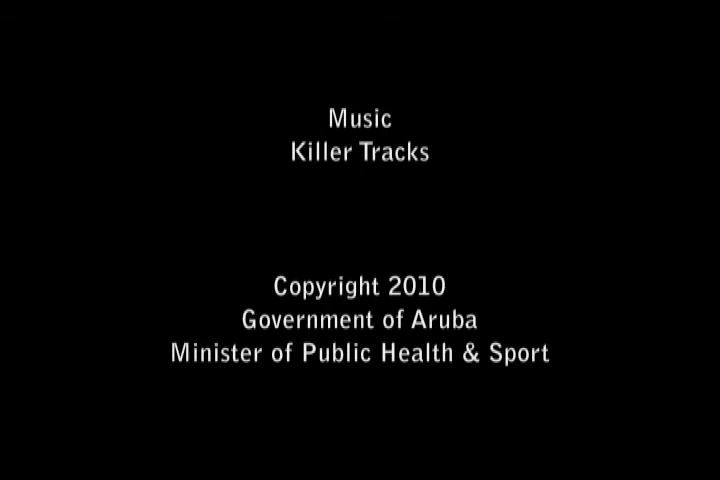 Music
Killer Tracks
Copyright 2010
Government of Aruba
Minister of Public Health & Sport